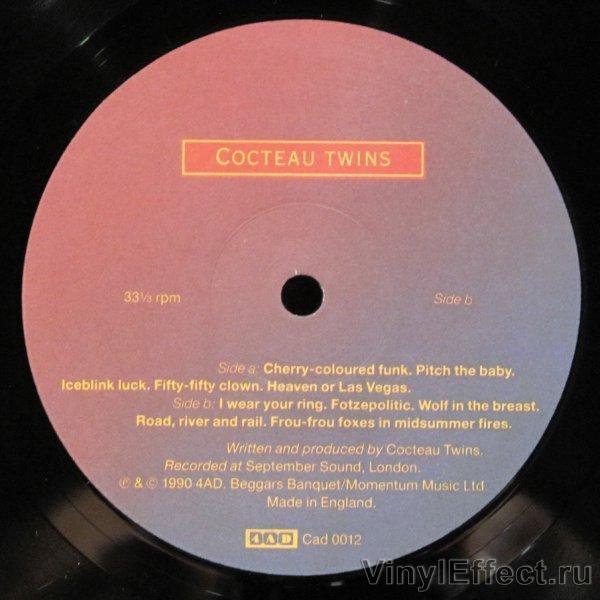 COCTEAU TWINS
33⅓ rpm
Side b
Side a: Cherry-coloured funk. Pitch the baby.
Iceblink luck. Fifty-fifty clown. Heaven or Las Vegas.
Side b: I wear your ring. Fotzepolitic. Wolf in the breast.
Road, river and rail. Frou-frou foxes in midsummer fires.
Written and produced by Cocteau Twins.
Recorded at September Sound, London.
℗ & © 1990 4AD. Beggars Banquet/Momentum Music Ltd.
Made in England.
4AD Cad 0012
VinylEffect.ru